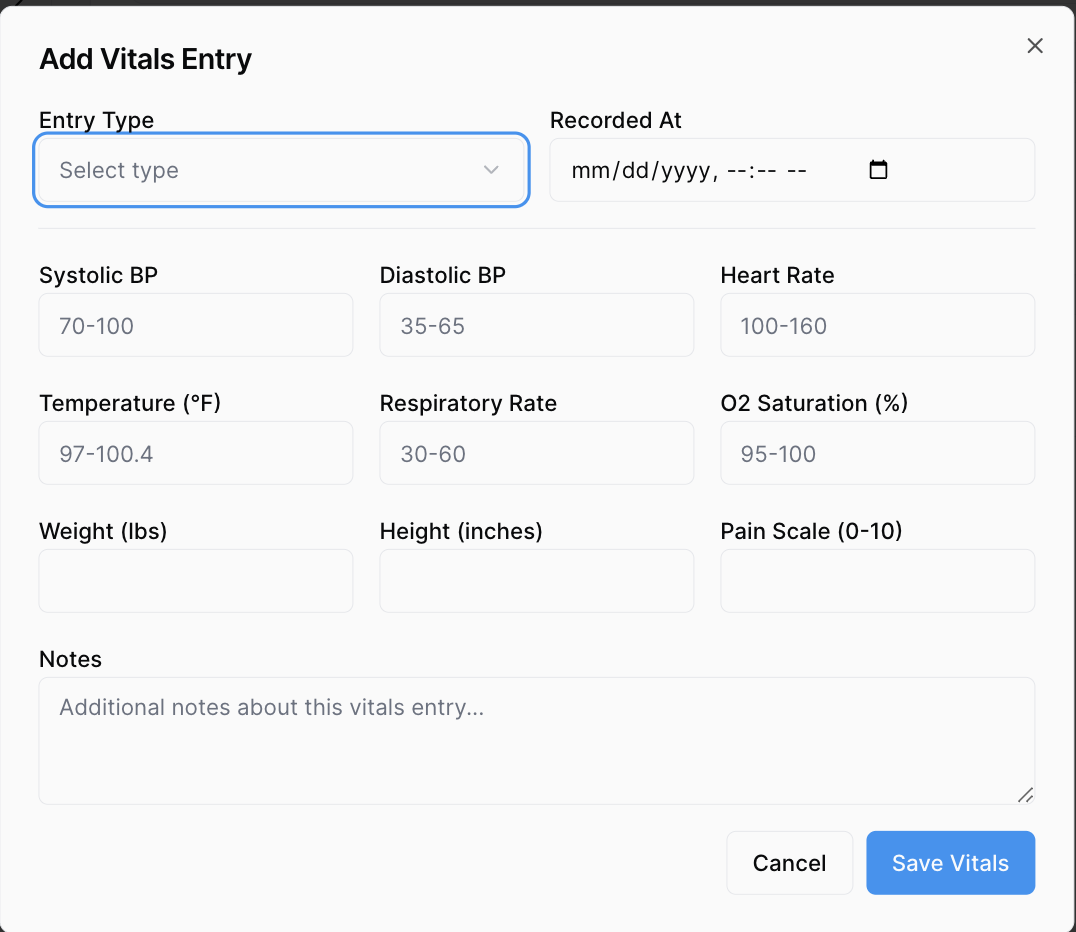 Add Vitals Entry
Entry Type
Recorded At
Select type
mm/dd/yyyy, --:-- --
Systolic BP
Diastolic BP
Heart Rate
70-100
35-65
100-160
Temperature (°F)
Respiratory Rate
O2 Saturation (%)
97-100.4
30-60
95-100
Weight (lbs)
Height (inches)
Pain Scale (0-10)
Notes
Additional notes about this vitals entry...
Cancel
Save Vitals